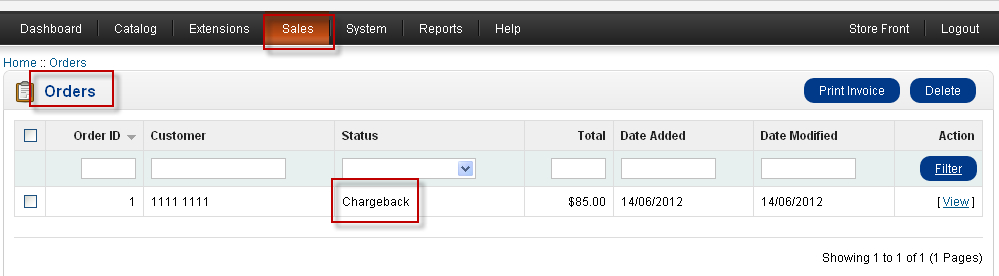 Dashboard Catalog Extensions Sales System Reports Help Store Front Logout
Home :: Orders
Orders Print Invoice Delete
Order ID Customer Status Total Date Added Date Modified Action
Filter
1 1111 1111 Chargeback $85.00 14/06/2012 14/06/2012 [ View ]
Showing 1 to 1 of 1 (1 Pages)